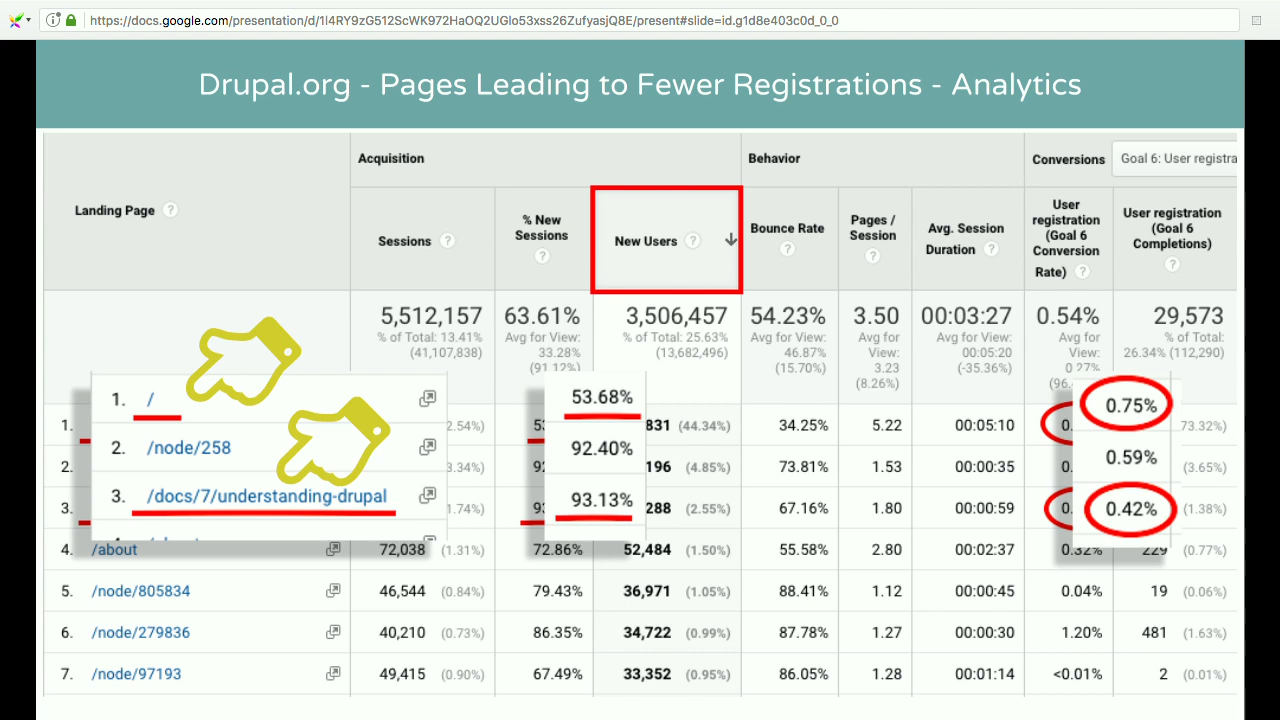 https://docs.google.com/presentation/d/1l4RY9zG512ScWK972HaOQ2UGlo53xss26ZufyasjQ8E/present#slide=id.g1d8e403c0d_0_0
Drupal.org - Pages Leading to Fewer Registrations - Analytics
Acquisition Behavior Conversions Goal 6: User registra
Landing Page ? Sessions ? % New Sessions ? New Users ? Bounce Rate ? Pages / Session ? Avg. Session Duration ? User registration (Goal 6 Conversion Rate) ? User registration (Goal 6 Completions) ?
5,512,157 63.61% 3,506,457 54.23% 3.50 00:03:27 0.54% 29,573
% of Total: 13.41% (41,107,838) Avg for View: 33.28% (91.12%) % of Total: 25.63% (13,682,496) Avg for View: 46.87% (15.70%) Avg for View: 3.23 (8.26%) Avg for View: 00:05:20 (-35.36%) Avg for View: 0.27% (96. % of Total: 26.34% (112,290)
1. / 53.68% 0.75%
1. 2.54%) 53 831 (44.34%) 34.25% 5.22 00:05:10 0. 73.32%)
2. /node/258 92.40% 0.59%
2. 3.34%) 92 196 (4.85%) 73.81% 1.53 00:00:35 0. (3.65%)
3. /docs/7/understanding-drupal 93.13% 0.42%
3. 1.74%) 93 288 (2.55%) 67.16% 1.80 00:00:59 0. (1.38%)
4. /about 72,038 (1.31%) 72.86% 52,484 (1.50%) 55.58% 2.80 00:02:37 0.32% 229 (0.77%)
5. /node/805834 46,544 (0.84%) 79.43% 36,971 (1.05%) 88.41% 1.12 00:00:45 0.04% 19 (0.06%)
6. /node/279836 40,210 (0.73%) 86.35% 34,722 (0.99%) 87.78% 1.27 00:00:30 1.20% 481 (1.63%)
7. /node/97193 49,415 (0.90%) 67.49% 33,352 (0.95%) 86.05% 1.28 00:01:14 <0.01% 2 (0.01%)